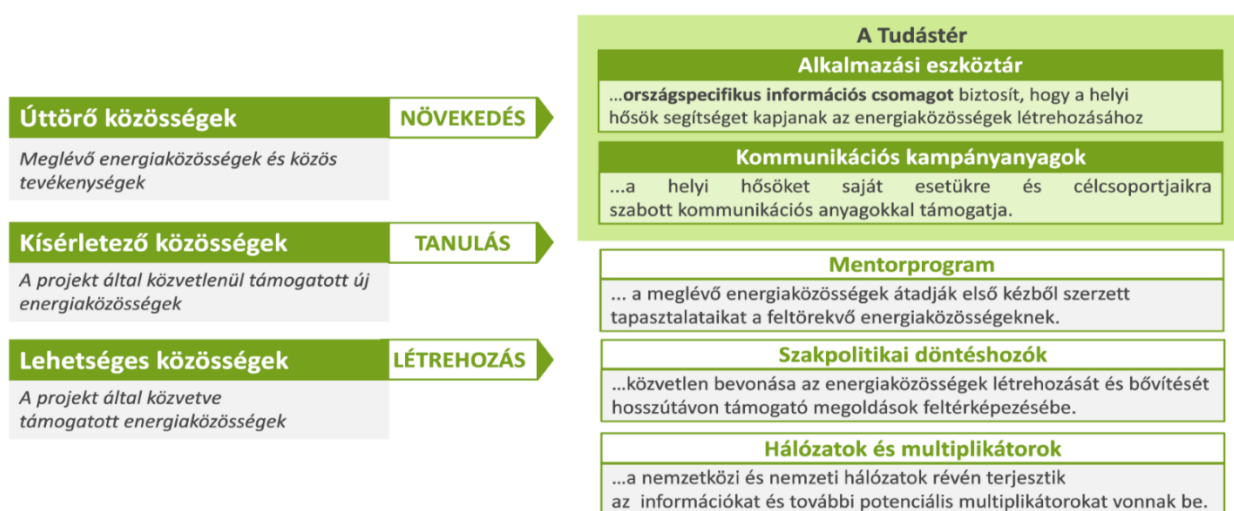 Úttörő közösségek
NÖVEKEDÉS
Meglévő energiaközösségek és közös
tevékenységek
Kísérletező közösségek
TANULÁS
A projekt által közvetlenül támogatott új
energiaközösségek
Lehetséges közösségek
LÉTREHOZÁS
A projekt által közvetve
támogatott energiaközösségek
A Tudástér
Alkalmazási eszköztár
...országspecifikus információs csomagot biztosít, hogy a helyi
hősök segítséget kapjanak az energiaközösségek létrehozásához
Kommunikációs kampányanyagok
...a helyi hősöket saját esetükre és célcsoportjaikra
szabott kommunikációs anyagokkal támogatja.
Mentorprogram
... a meglévő energiaközösségek átadják első kézből szerzett
tapasztalataikat a feltörekvő energiaközösségeknek.
Szakpolitikai döntéshozók
...közvetlen bevonása az energiaközösségek létrehozását és bővítését
hosszútávon támogató megoldások feltérképezésébe.
Hálózatok és multiplikátorok
...a nemzetközi és nemzeti hálózatok révén terjesztik
az információkat és további potenciális multiplikátorokat vonnak be.